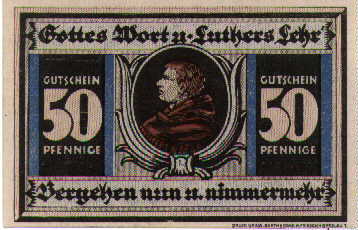 Gottes Wort u. Luthers Lehr
GUTSCHEIN
50
PFENNIGE
GUTSCHEIN
50
PFENNIGE
Vergehen nun u. nimmermehr